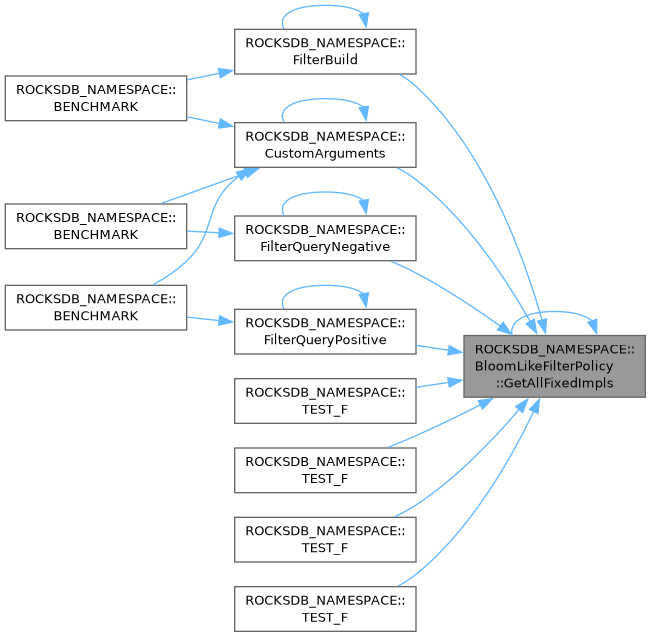 ROCKSDB_NAMESPACE::
FilterBuild
ROCKSDB_NAMESPACE::
BENCHMARK
ROCKSDB_NAMESPACE::
CustomArguments
ROCKSDB_NAMESPACE::
BENCHMARK
ROCKSDB_NAMESPACE::
FilterQueryNegative
ROCKSDB_NAMESPACE::
BENCHMARK
ROCKSDB_NAMESPACE::
FilterQueryPositive
ROCKSDB_NAMESPACE::
BloomLikeFilterPolicy
::GetAllFixedImpls
ROCKSDB_NAMESPACE::
TEST_F
ROCKSDB_NAMESPACE::
TEST_F
ROCKSDB_NAMESPACE::
TEST_F
ROCKSDB_NAMESPACE::
TEST_F